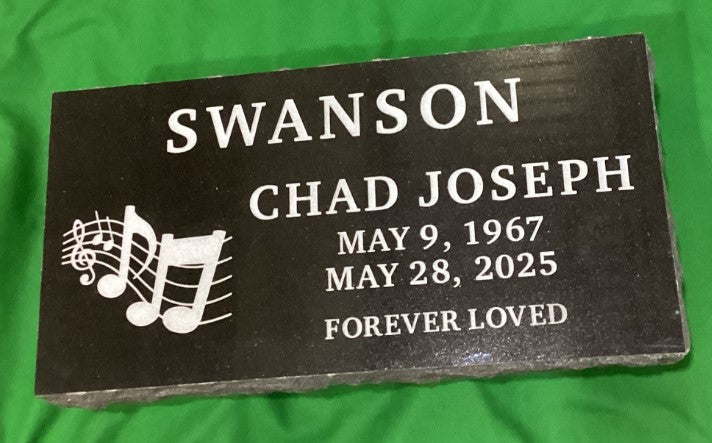 SWANSON
CHAD JOSEPH
MAY 9, 1967
MAY 28, 2025
FOREVER LOVED